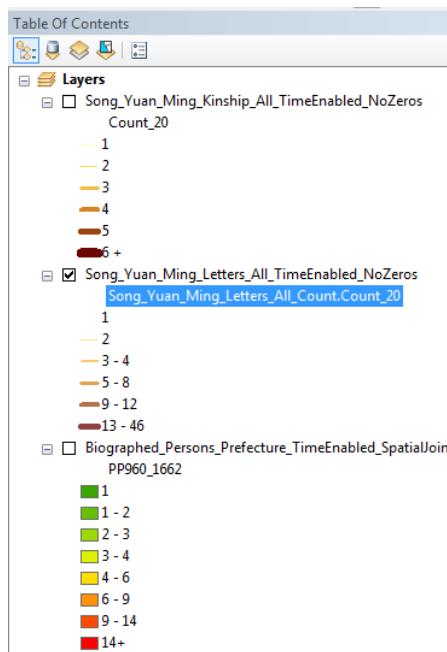 Table Of Contents
Layers
Song_Yuan_Ming_Kinship_All_TimeEnabled_NoZeros
Count_20
1
2
3
4
5
6 +
Song_Yuan_Ming_Letters_All_TimeEnabled_NoZeros
Song_Yuan_Ming_Letters_All_Count.Count_20
1
2
3 - 4
5 - 8
9 - 12
13 - 46
Biographed_Persons_Prefecture_TimeEnabled_SpatialJoin
PP960_1662
1
1 - 2
2 - 3
3 - 4
4 - 6
6 - 9
9 - 14
14+